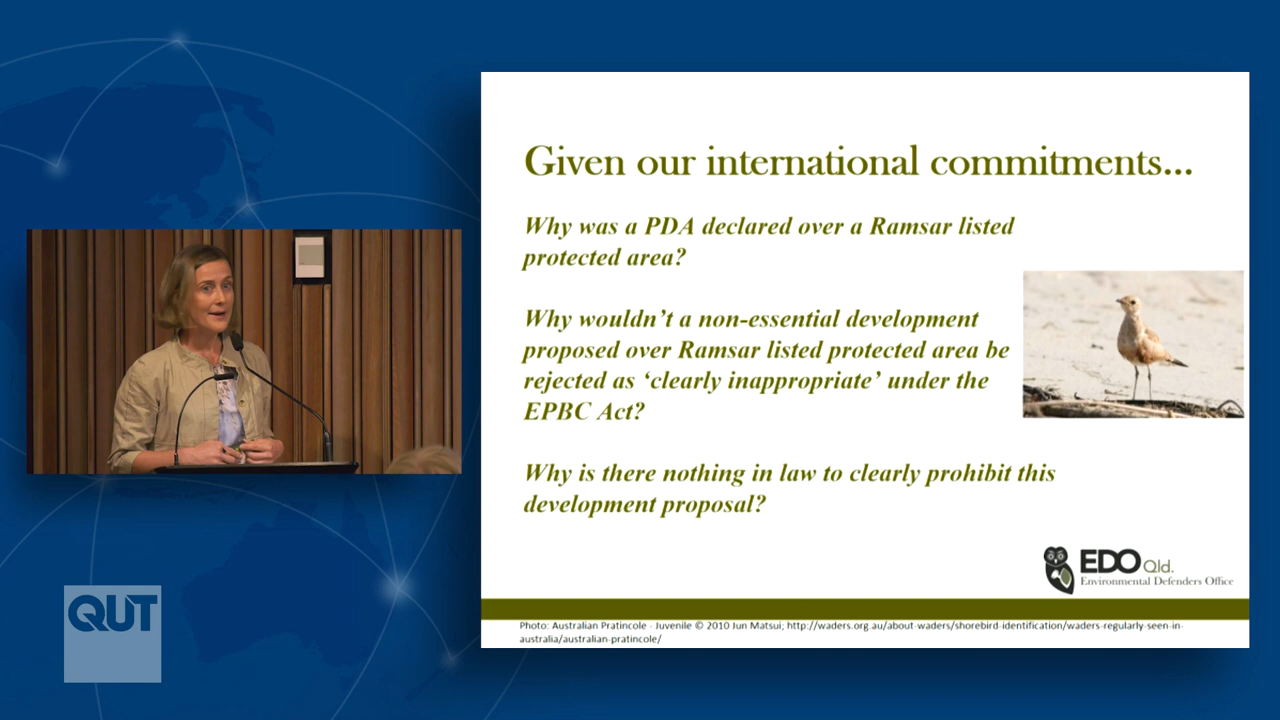 Given our international commitments...
Why was a PDA declared over a Ramsar listed
protected area?
Why wouldn't a non-essential development
proposed over Ramsar listed protected area be
rejected as ‘clearly inappropriate’ under the
EPBC Act?
Why is there nothing in law to clearly prohibit this
development proposal?
EDO Qld.
Environmental Defenders Office
Photo: Australian Pratincole - Juvenile © 2010 Jun Matsui; http://waders.org.au/about-waders/shorebird-identification/waders-regularly-seen-in-
australia/australian-pratincole/
QUT